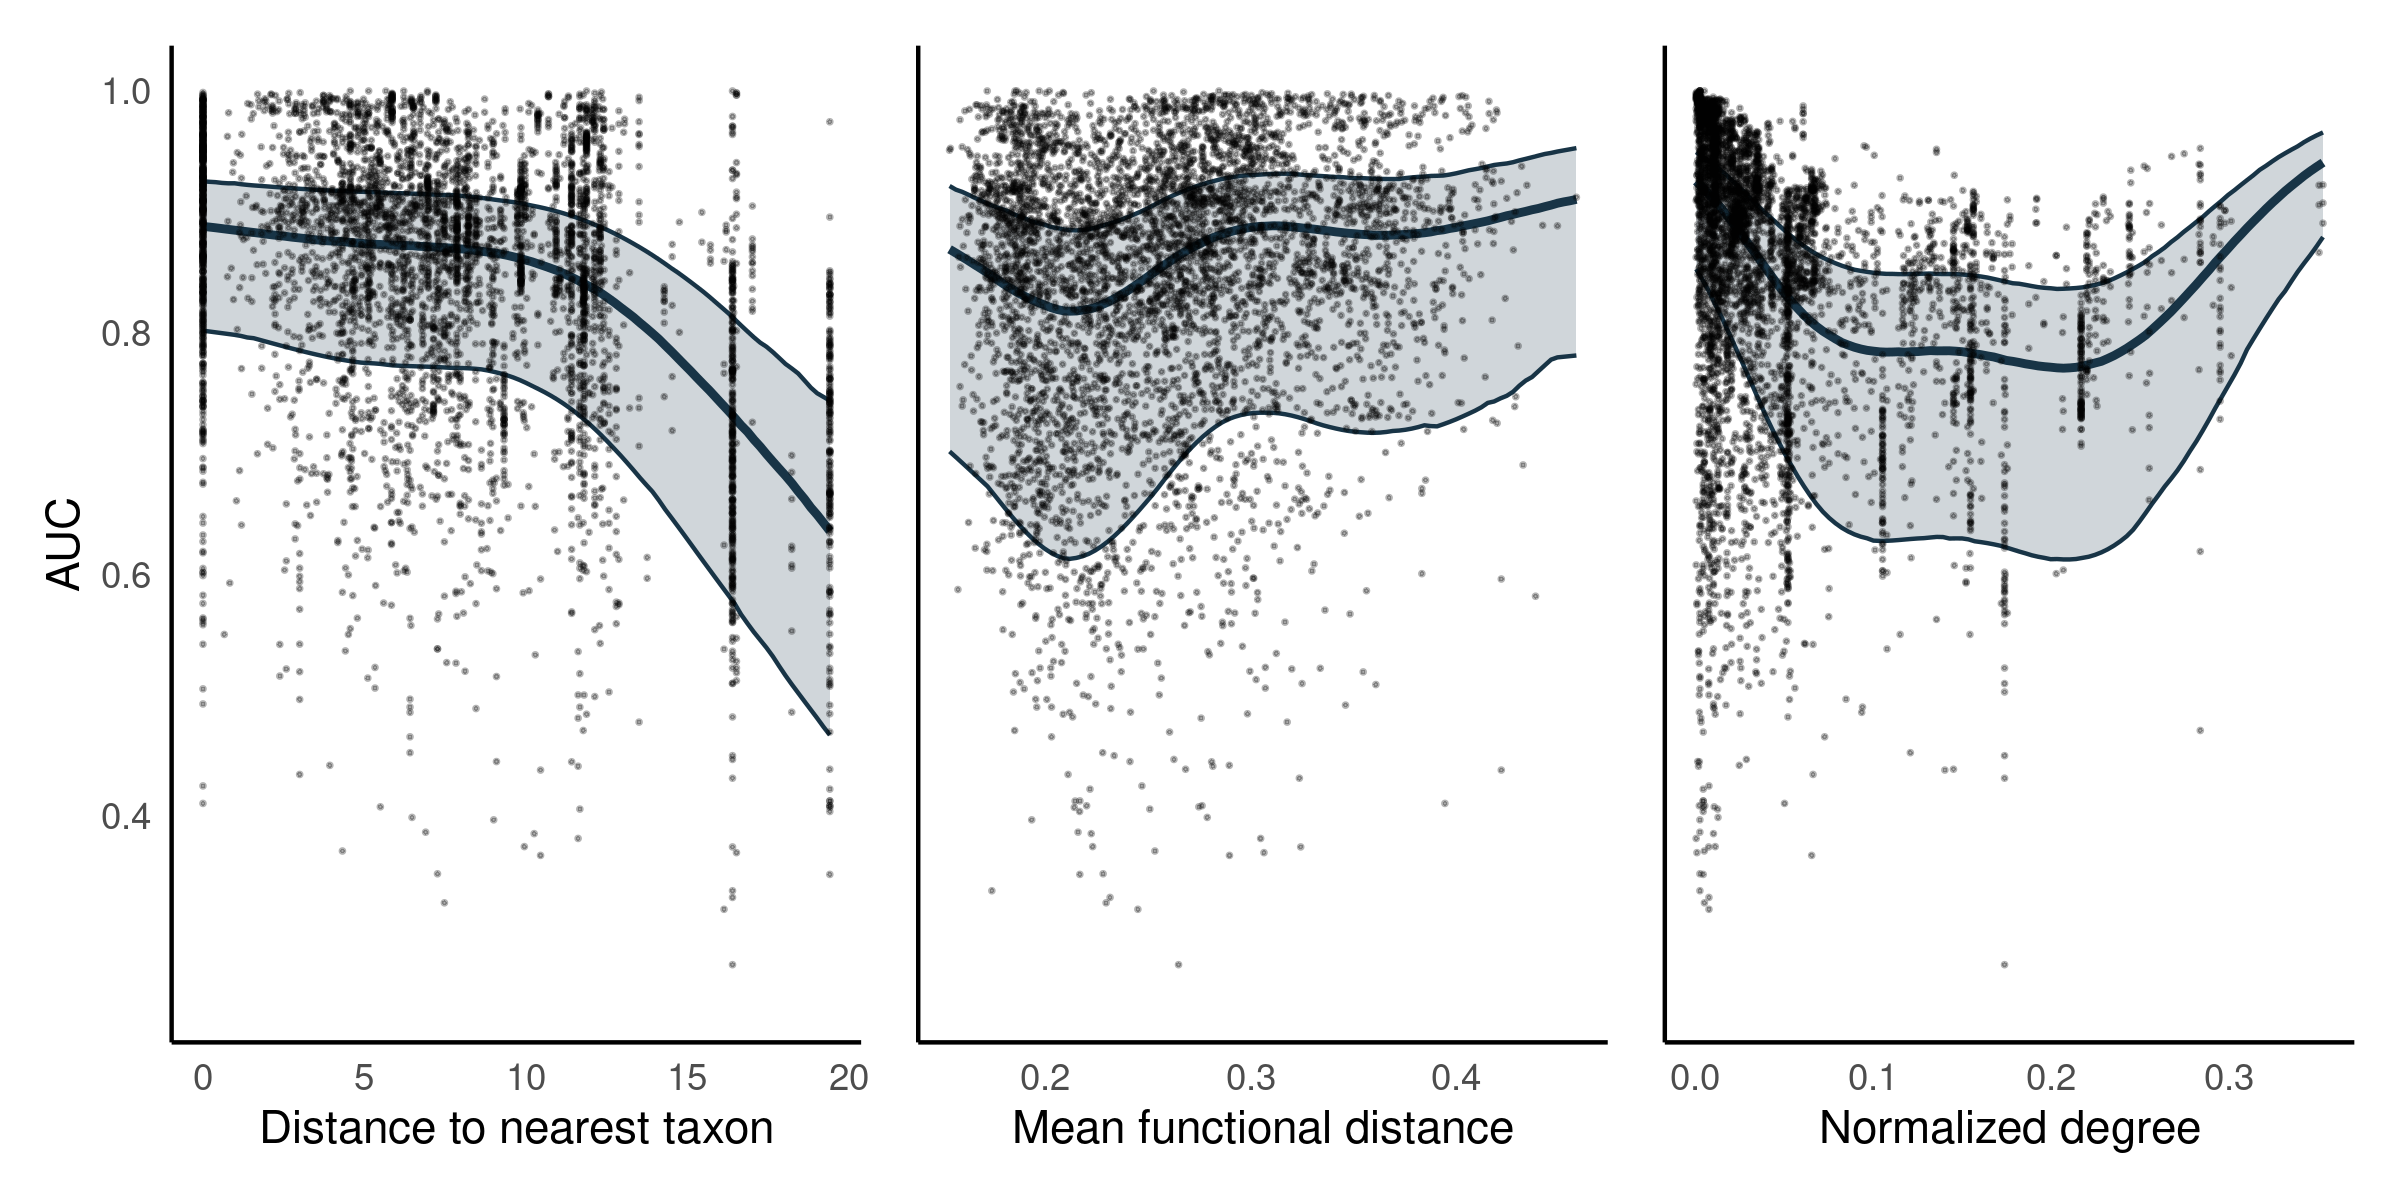 AUC
1.0
0.8
0.6
0.4
0 5 10 15 20
0.2 0.3 0.4
0.0 0.1 0.2 0.3
Distance to nearest taxon
Mean functional distance
Normalized degree